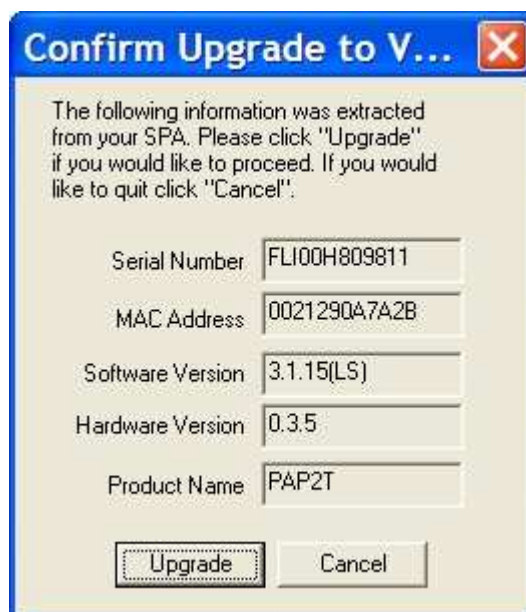 Confirm Upgrade to V...
The following information was extracted
from your SPA. Please click "Upgrade"
if you would like to proceed. If you would
like to quit click "Cancel".
Serial Number FLI00H809811
MAC Address 0021290A7A2B
Software Version 3.1.15(LS)
Hardware Version 0.3.5
Product Name PAP2T
Upgrade Cancel